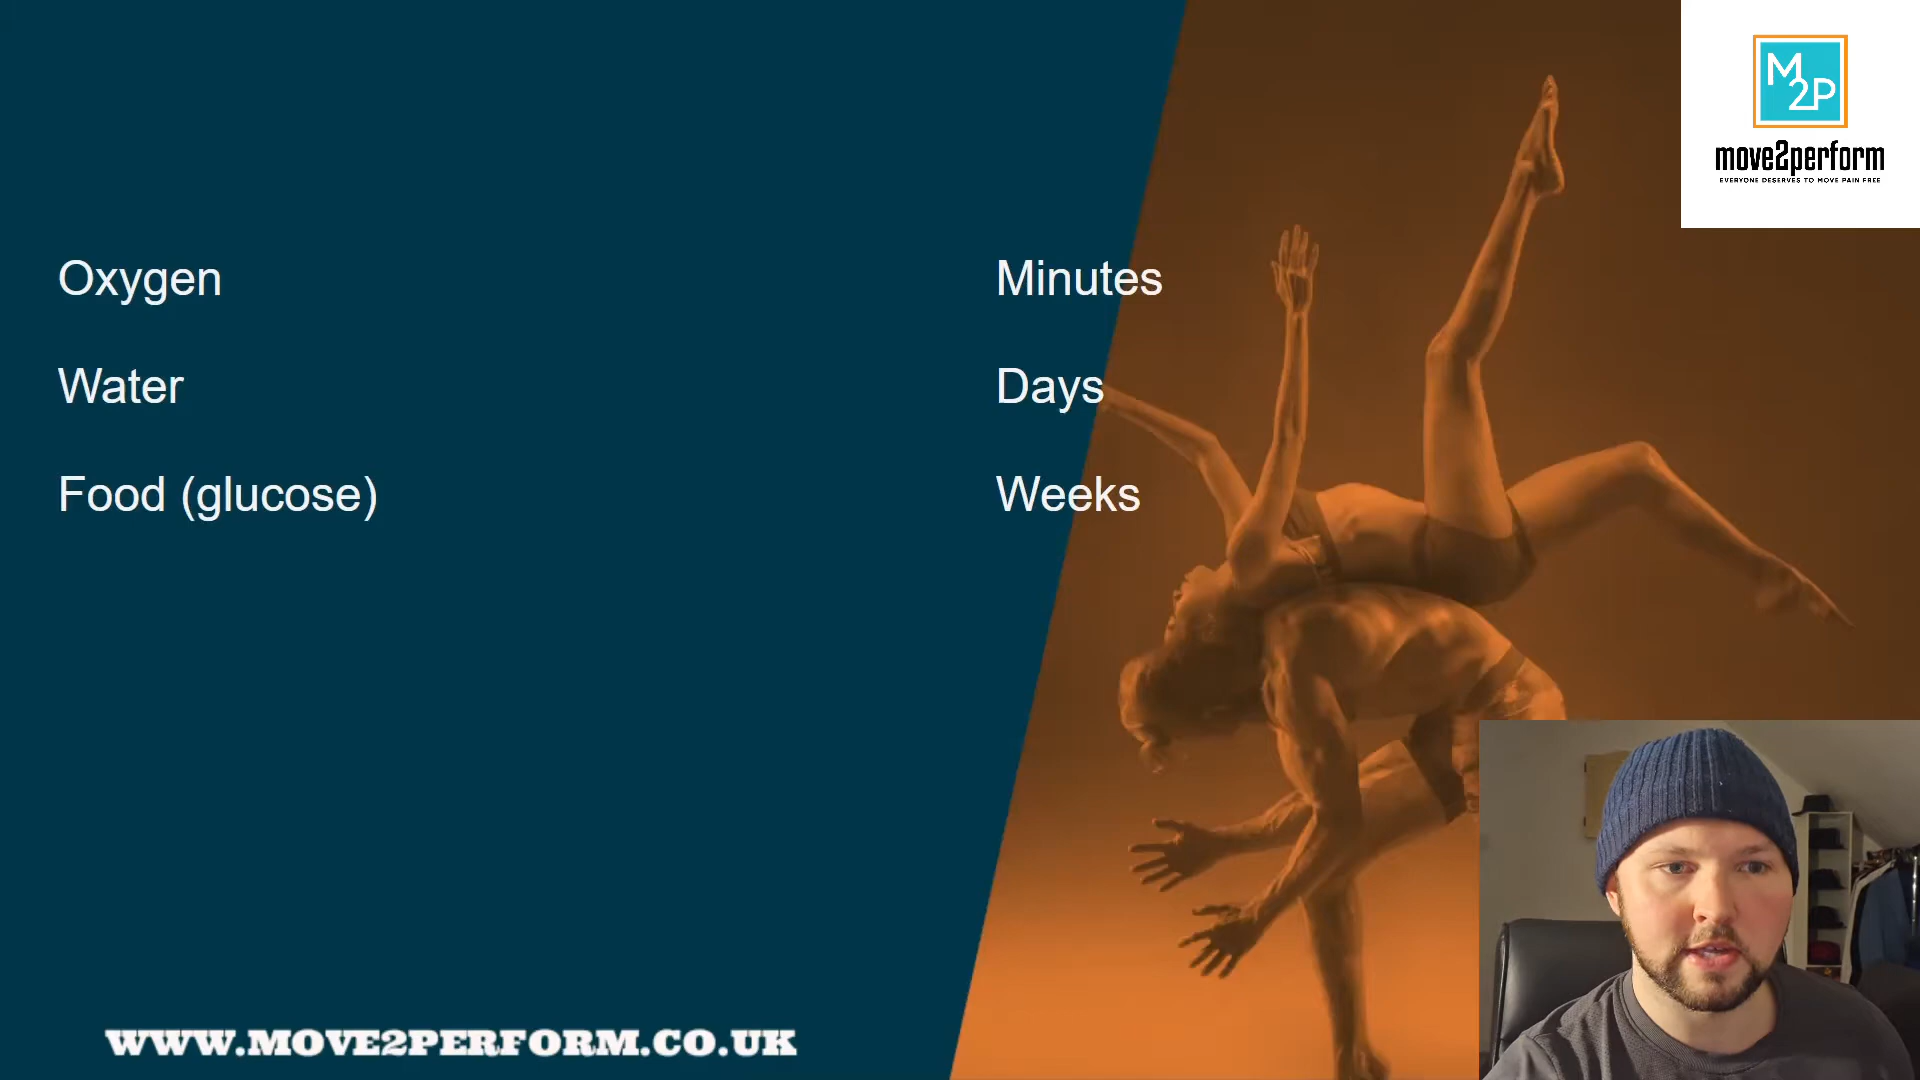 M2P
move2perform
EVERYONE DESERVES TO MOVE PAIN FREE
Oxygen Minutes
Water Days
Food (glucose) Weeks
WWW.MOVE2PERFORM.CO.UK